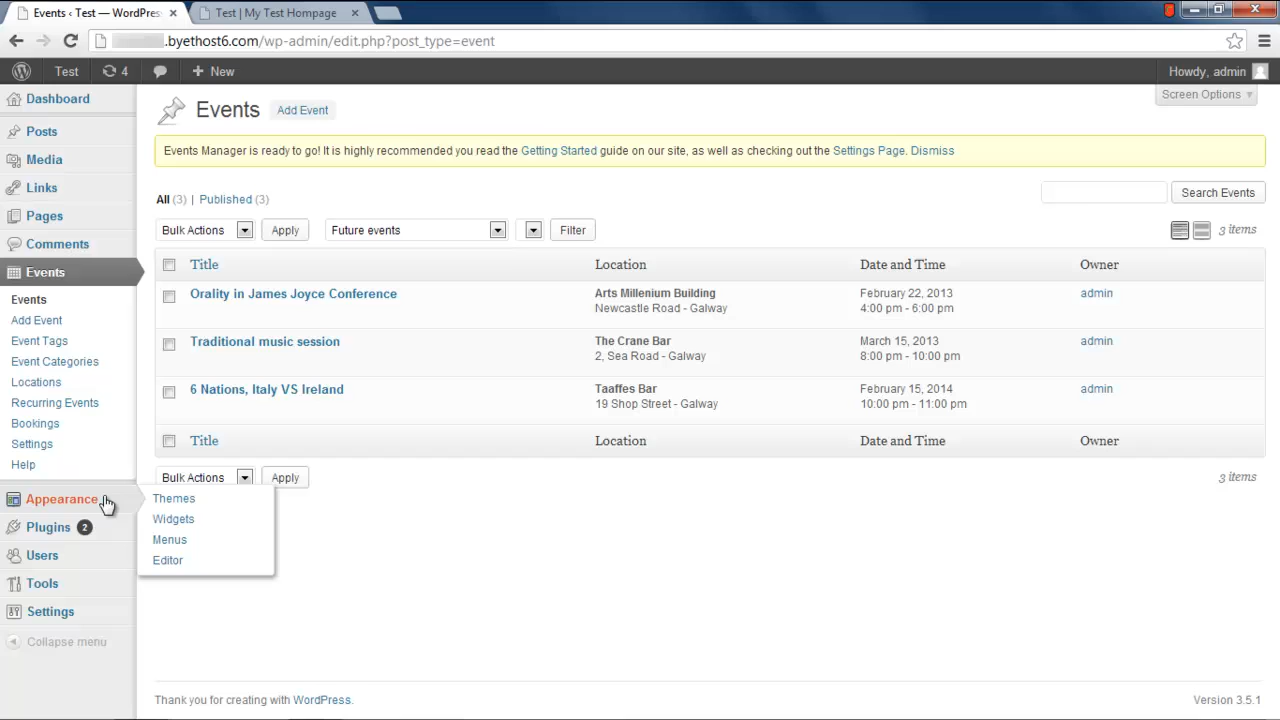 Events ‹ Test — WordPres
Test | My Test Hompage
.byethost6.com/wp-admin/edit.php?post_type=event
Test
4
New
Howdy, admin
Screen Options
Dashboard
Posts
Media
Links
Pages
Comments
Events
Events
Add Event
Event Tags
Event Categories
Locations
Recurring Events
Bookings
Settings
Help
Appearance
Plugins 2
Users
Tools
Settings
Collapse menu
Themes
Widgets
Menus
Editor
Events Add Event
Events Manager is ready to go! It is highly recommended you read the Getting Started guide on our site, as well as checking out the Settings Page. Dismiss
All (3) | Published (3)
Search Events
Bulk Actions Apply Future events Filter 3 items
Title Location Date and Time Owner
Orality in James Joyce Conference Arts Millenium Building February 22, 2013 admin
Newcastle Road - Galway 4:00 pm - 6:00 pm
Traditional music session The Crane Bar March 15, 2013 admin
2, Sea Road - Galway 8:00 pm - 10:00 pm
6 Nations, Italy VS Ireland Taaffes Bar February 15, 2014 admin
19 Shop Street - Galway 10:00 pm - 11:00 pm
Title Location Date and Time Owner
Bulk Actions Apply 3 items
Thank you for creating with WordPress. Version 3.5.1